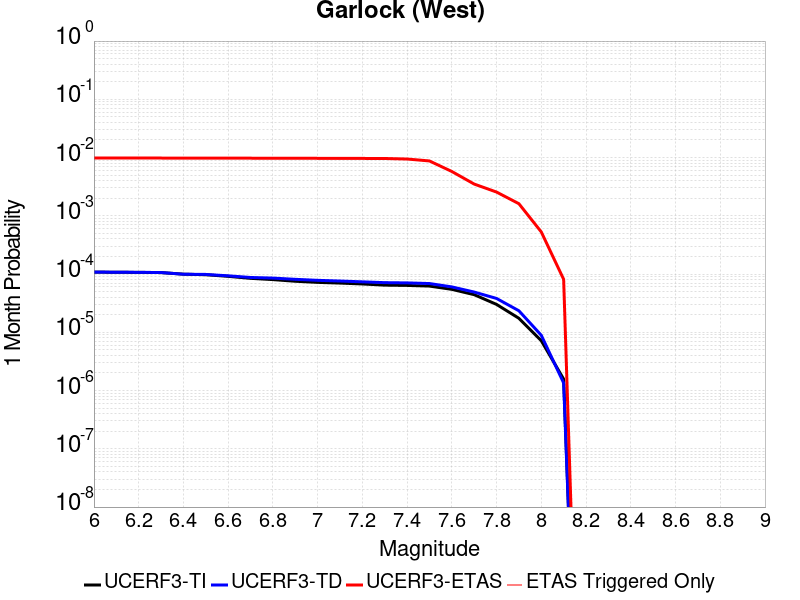 Garlock (West)
10^0
10^-1
10^-2
10^-3
10^-4
10^-5
10^-6
10^-7
10^-8
1 Month Probability
6 6.2 6.4 6.6 6.8 7 7.2 7.4 7.6 7.8 8 8.2 8.4 8.6 8.8 9
Magnitude
UCERF3-TI UCERF3-TD UCERF3-ETAS ETAS Triggered Only